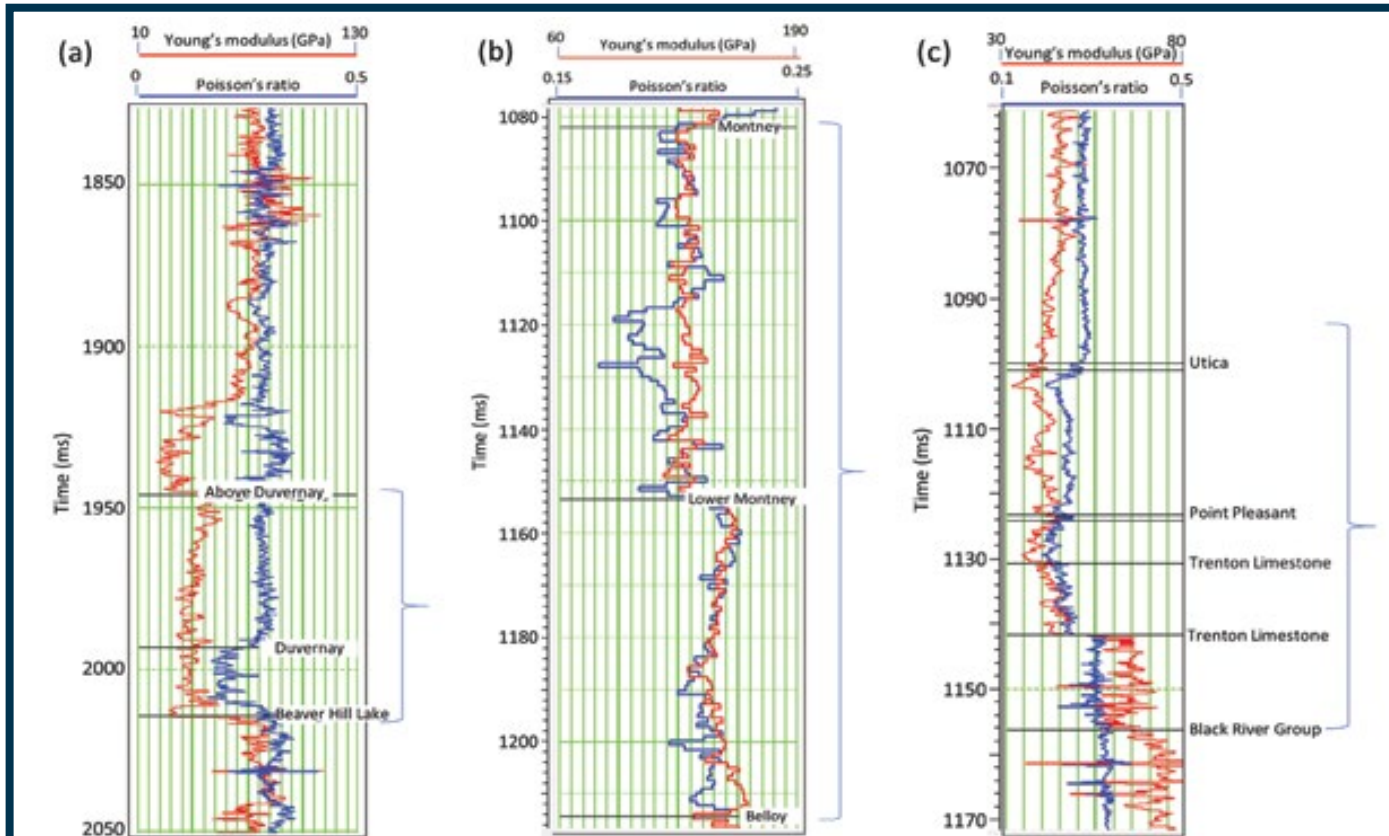 (a)
10 130
Young's modulus (GPa)
0 0.5
Poisson's ratio
Time (ms)
1850
1900
1950
2000
2050
Above Duvernay
Duvernay
Beaver Hill Lake
(b)
60 190
Young's modulus (GPa)
0.15 0.25
Poisson's ratio
Time (ms)
1080
1100
1120
1140
1160
1180
1200
Montney
Lower Montney
Belloy
(c)
30 80
Young's modulus (GPa)
0.1 0.5
Poisson's ratio
Time (ms)
1070
1090
1110
1130
1150
1170
Utica
Point Pleasant
Trenton Limestone
Trenton Limestone
Black River Group